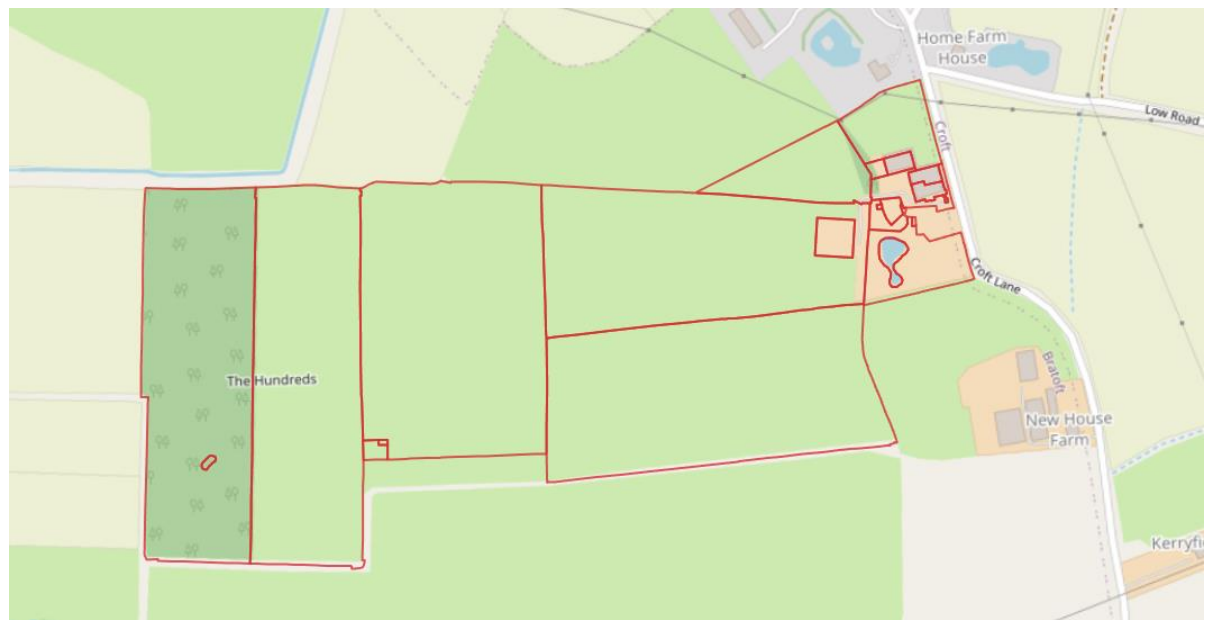 Home Farm
House
Low Road
Croft
Croft Lane
The Hundreds
Bratoft
New House
Farm
Kerryfi